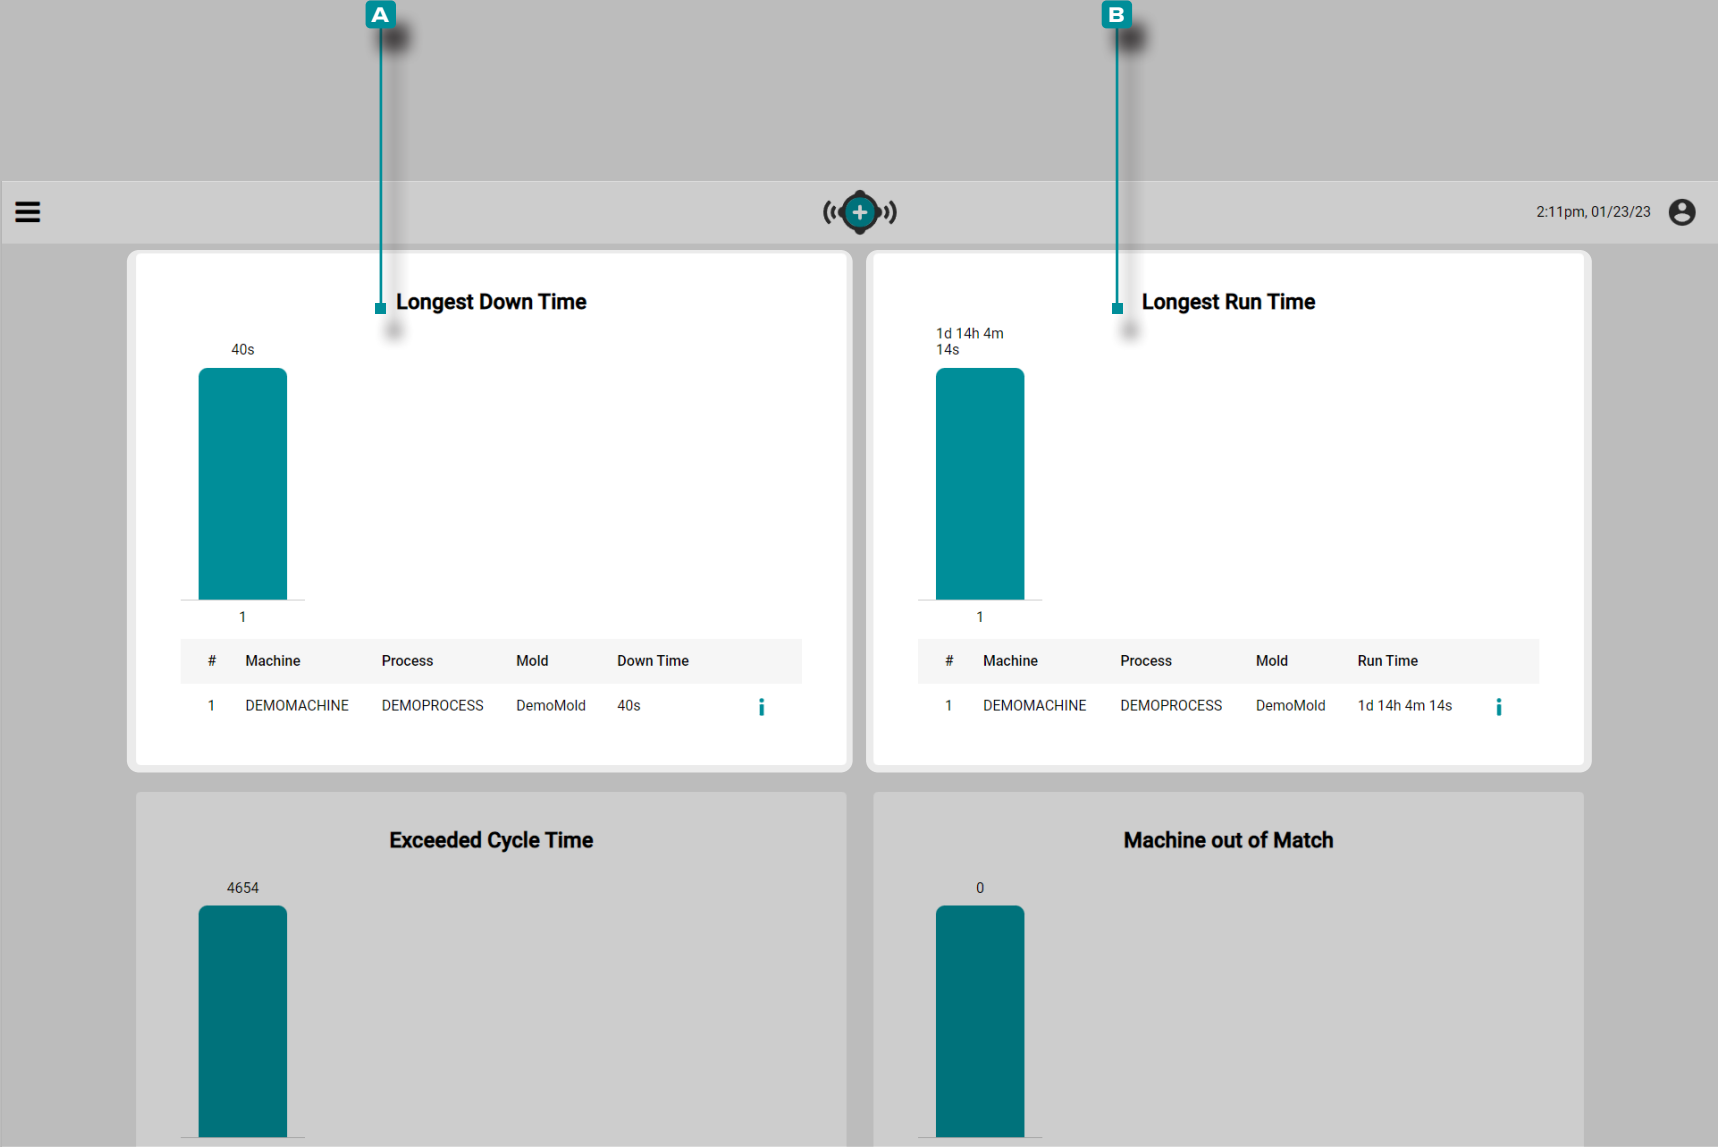 A
B
2:11pm, 01/23/23
Longest Down Time
40s
1
# Machine Process Mold Down Time
1 DEMOMACHINE DEMOPROCESS DemoMold 40s
Longest Run Time
1d 14h 4m
14s
1
# Machine Process Mold Run Time
1 DEMOMACHINE DEMOPROCESS DemoMold 1d 14h 4m 14s
Exceeded Cycle Time
4654
Machine out of Match
0